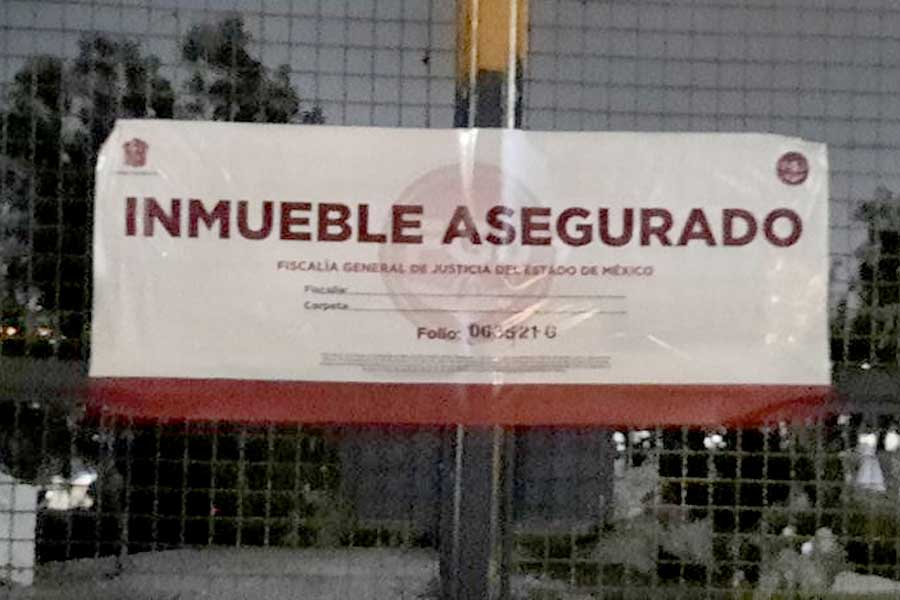 INMUEBLE ASEGURADO
FISCALÍA GENERAL DE JUSTICIA DEL ESTADO DE MÉXICO
Fiscalía:
Carpeta
Folio: